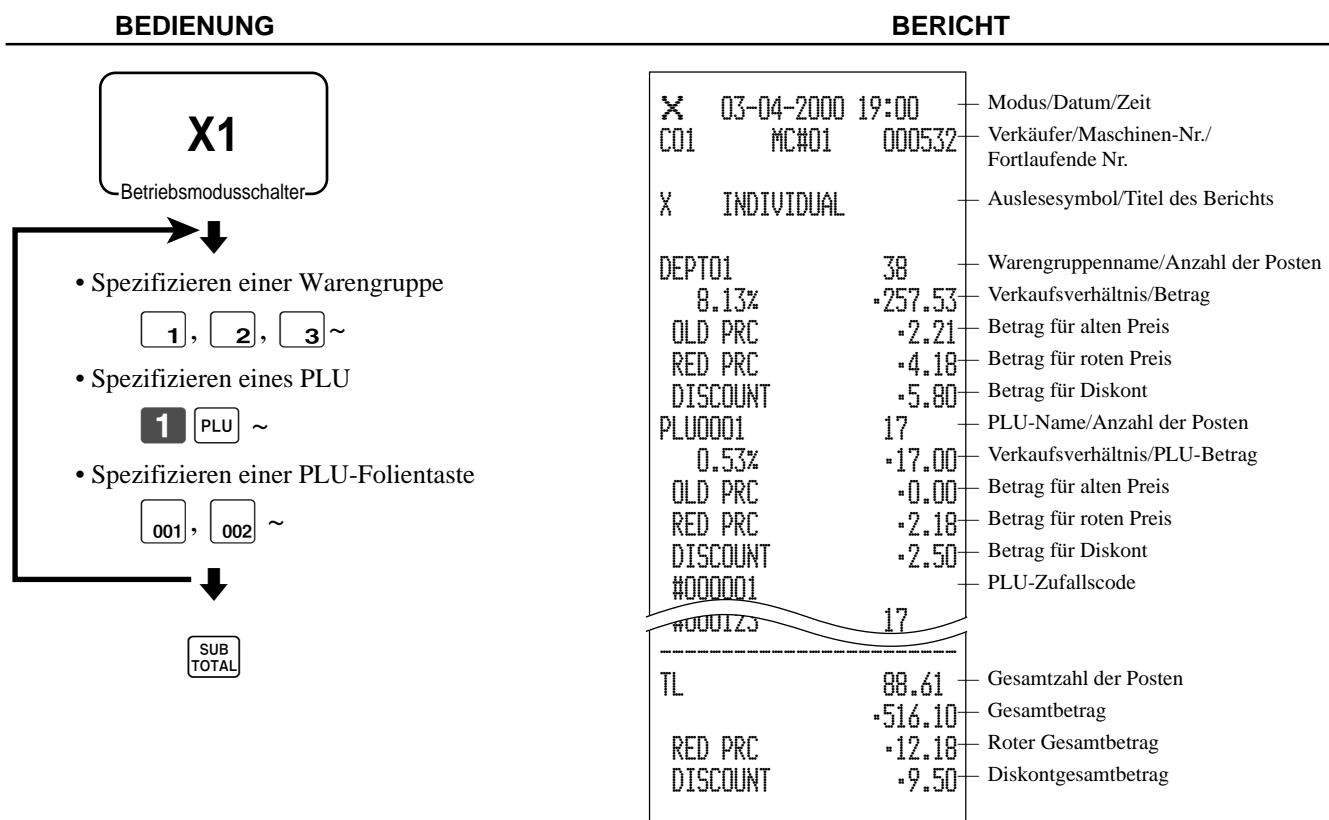 BEDIENUNG
BERICHT
X1
Betriebsmodusschalter
• Spezifizieren einer Warengruppe
1, 2, 3~
• Spezifizieren eines PLU
1 PLU ~
• Spezifizieren einer PLU-Folientaste
001, 002 ~
SUB
TOTAL
X 03-04-2000 19:00 Modus/Datum/Zeit
C01 MC#01 000532 Verkäufer/Maschinen-Nr./
Fortlaufende Nr.
X INDIVIDUAL Auslesesymbol/Titel des Berichts
DEPT01 38 Warengruppenname/Anzahl der Posten
8.13% •257.53 Verkaufsverhältnis/Betrag
OLD PRC •2.21 Betrag für alten Preis
RED PRC •4.18 Betrag für roten Preis
DISCOUNT •5.80 Betrag für Diskont
PLU0001 17 PLU-Name/Anzahl der Posten
0.53% •17.00 Verkaufsverhältnis/PLU-Betrag
OLD PRC •0.00 Betrag für alten Preis
RED PRC •2.18 Betrag für roten Preis
DISCOUNT •2.50 Betrag für Diskont
#000001 PLU-Zufallscode
#000123 17
TL 88.61 Gesamtzahl der Posten
•516.10 Gesamtbetrag
RED PRC •12.18 Roter Gesamtbetrag
DISCOUNT •9.50 Diskontgesamtbetrag